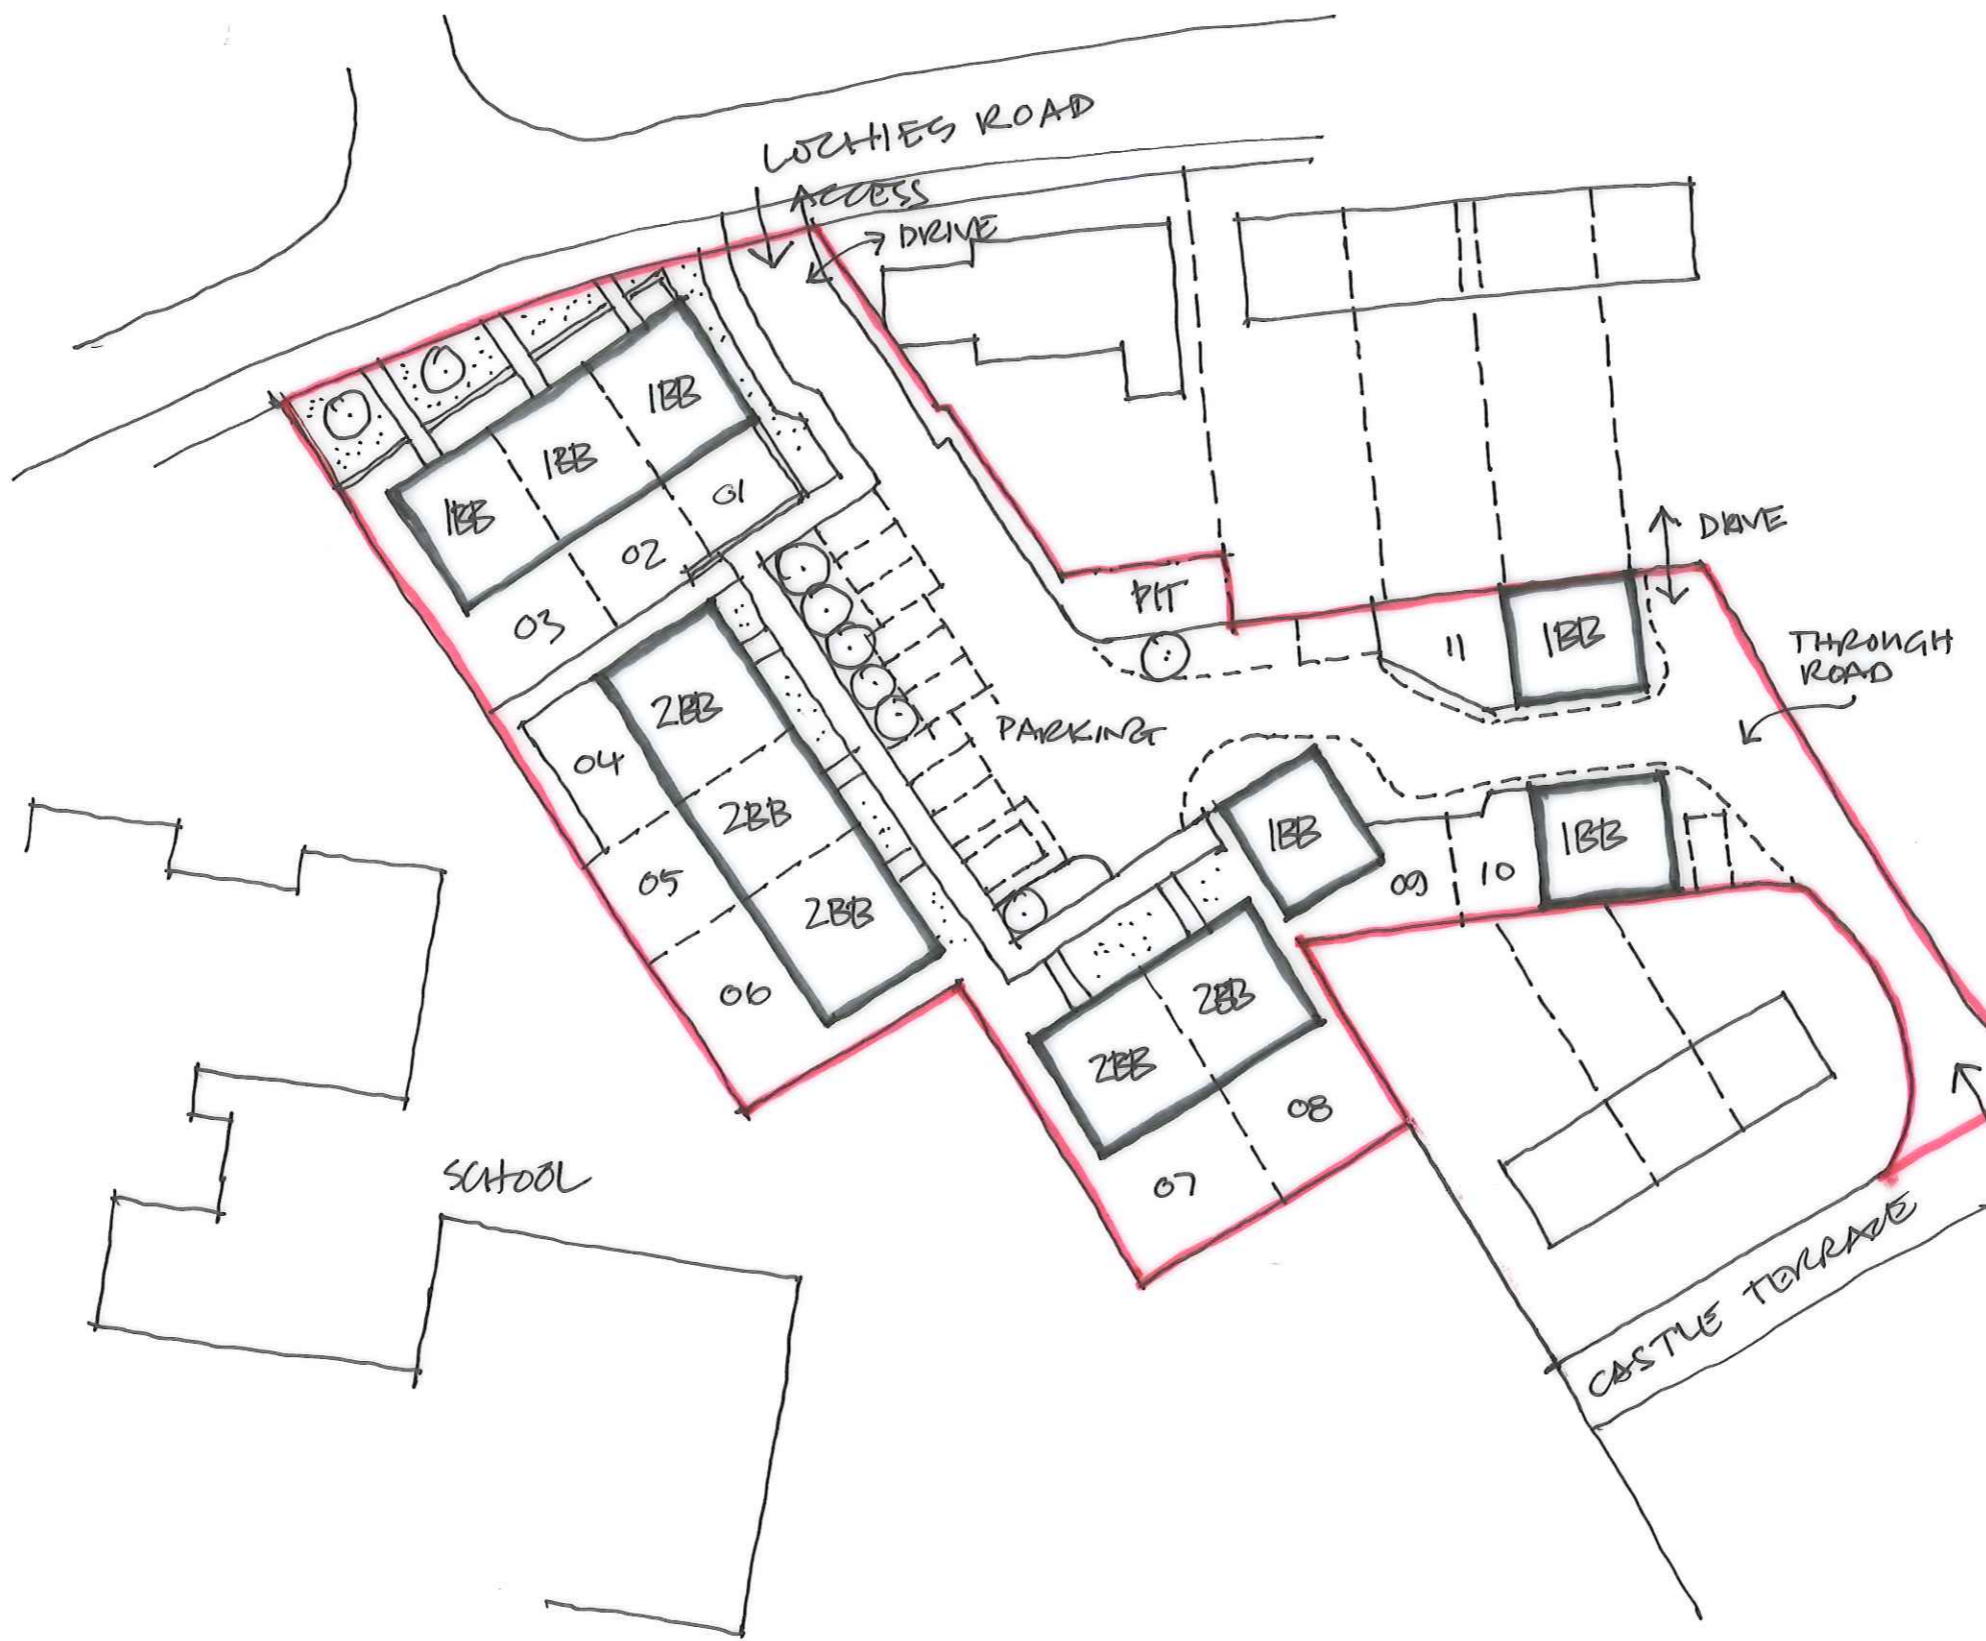 LOCHIES ROAD
ACCESS
DRIVE
1BB
1BB
1BB
01
02
03
PIT
DRIVE
11
1BB
THROUGH
ROAD
2BB
04
PARKING
2BB
05
2BB
06
1BB
09
10
1BB
2BB
2BB
08
07
SCHOOL
CASTLE TERRACE